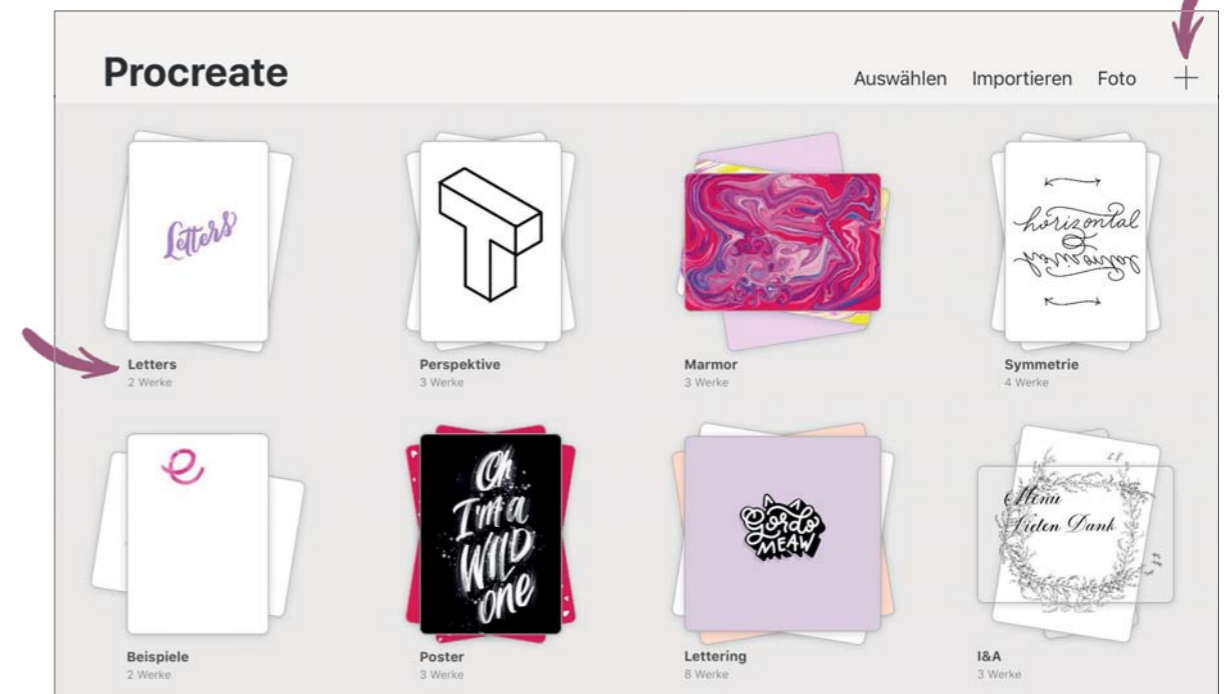 Procreate
Auswählen Importieren Foto
Letters
horizontal
Letters
2 Werke
Perspektive
3 Werke
Marmor
3 Werke
Symmetrie
4 Werke
e
Oh
I'm a
WILD
one
Gordo
MEAW
Menü
Vielen Dank
Beispiele
2 Werke
Poster
3 Werke
Lettering
8 Werke
I&A
3 Werke